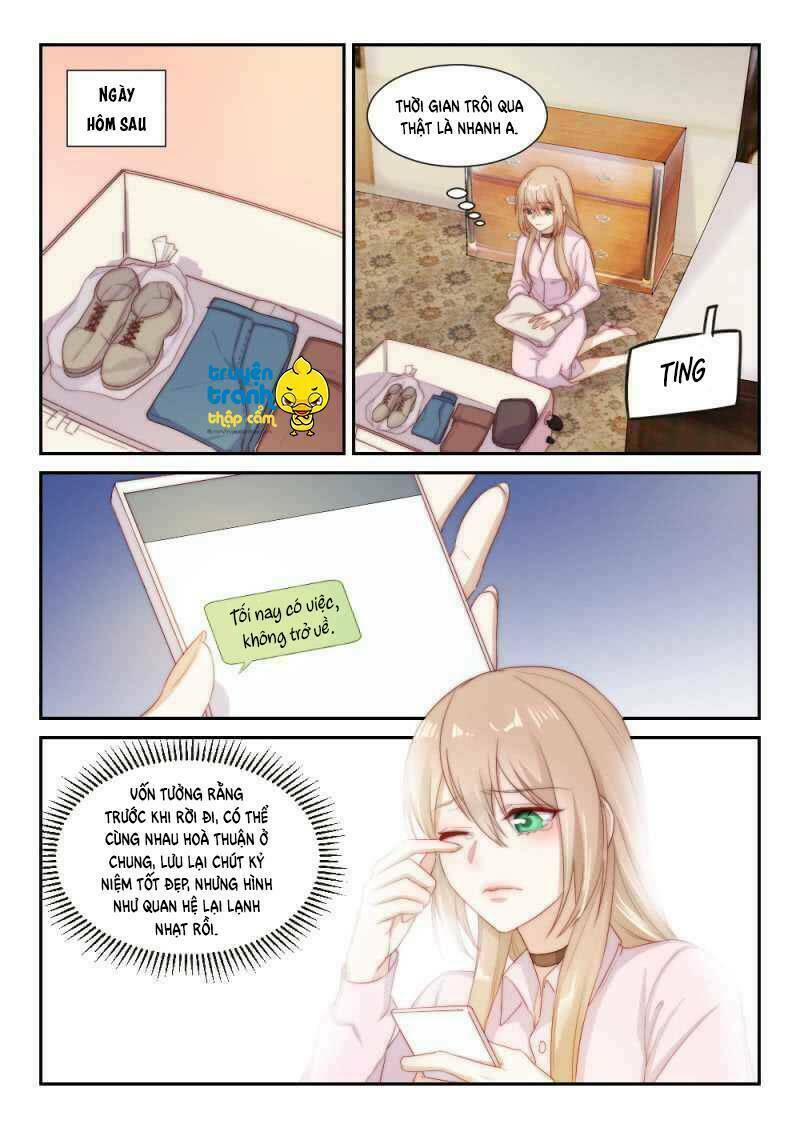 NGÀY
HÔM SAU
THỜI GIAN TRÔI QUA
THẬT LÀ NHANH A.
TING
truyện
tranh
thập cẩm
Tối nay có việc,
không trở về.
VỐN TƯỞNG RẰNG
TRƯỚC KHI RỜI ĐI, CÓ THỂ
CÙNG NHAU HOÀ THUẬN Ở
CHUNG, LƯU LẠI CHÚT KỶ
NIỆM TỐT ĐẸP, NHƯNG HÌNH
NHƯ QUAN HỆ LẠI LẠNH
NHẠT RỒI.